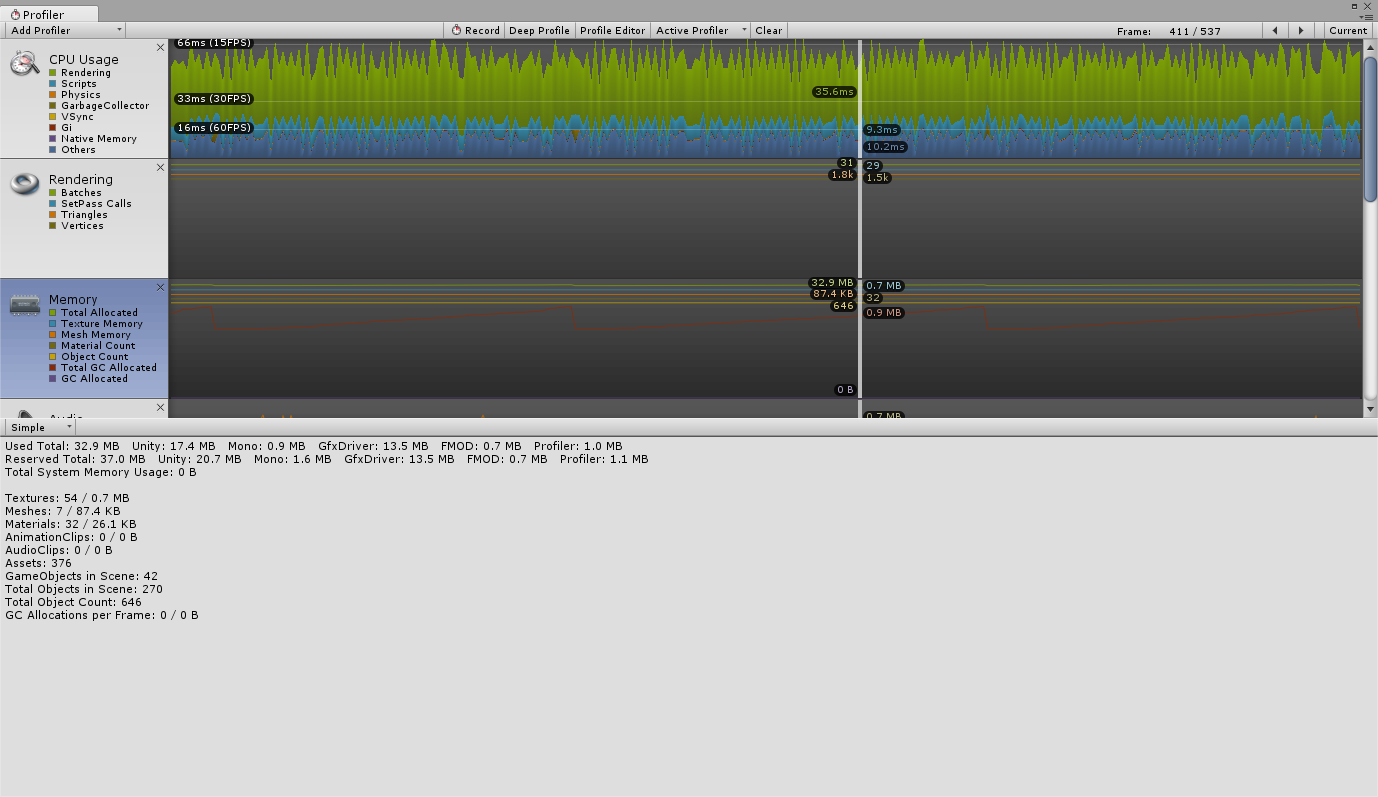 Profiler
Add Profiler Record Deep Profile Profile Editor Active Profiler Clear Frame: 411 / 537 Current
CPU Usage
Rendering
Scripts
Physics
GarbageCollector
VSync
Gi
Native Memory
Others
66ms (15FPS)
33ms (30FPS)
16ms (60FPS)
35.6ms
9.3ms
10.2ms
Rendering
Batches
SetPass Calls
Triangles
Vertices
31
1.8k
29
1.5k
Memory
Total Allocated
Texture Memory
Mesh Memory
Material Count
Object Count
Total GC Allocated
GC Allocated
32.9 MB
87.4 KB
646
0.7 MB
32
0.9 MB
0 B
Audio
0.7 MB
Simple
Used Total: 32.9 MB Unity: 17.4 MB Mono: 0.9 MB GfxDriver: 13.5 MB FMOD: 0.7 MB Profiler: 1.0 MB
Reserved Total: 37.0 MB Unity: 20.7 MB Mono: 1.6 MB GfxDriver: 13.5 MB FMOD: 0.7 MB Profiler: 1.1 MB
Total System Memory Usage: 0 B
Textures: 54 / 0.7 MB
Meshes: 7 / 87.4 KB
Materials: 32 / 26.1 KB
AnimationClips: 0 / 0 B
AudioClips: 0 / 0 B
Assets: 376
GameObjects in Scene: 42
Total Objects in Scene: 270
Total Object Count: 646
GC Allocations per Frame: 0 / 0 B